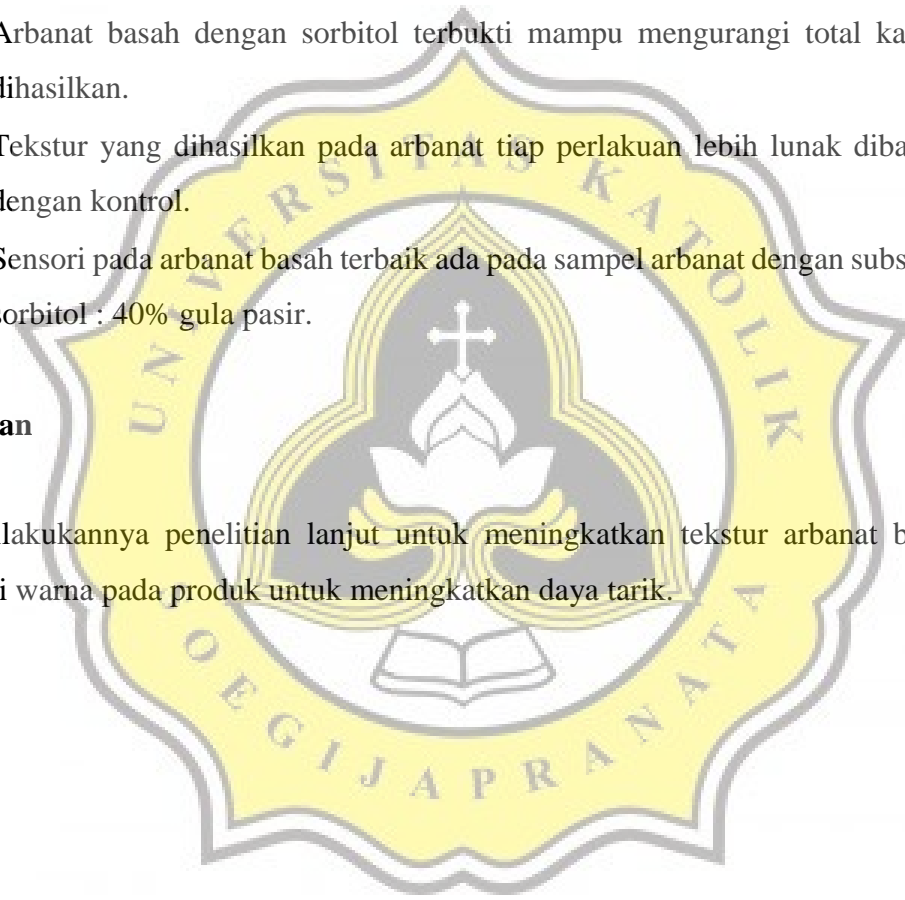 Arbanat basah dengan sorbitol terbukti mampu mengurangi total ka
dihasilkan.
Tekstur yang dihasilkan pada arbanat tiap perlakuan lebih lunak diba
dengan kontrol.
Sensori pada arbanat basah terbaik ada pada sampel arbanat dengan subs
sorbitol : 40% gula pasir.
an
lakukannya penelitian lanjut untuk meningkatkan tekstur arbanat b
i warna pada produk untuk meningkatkan daya tarik.
UNIVERSITAS KATOLIK
SOEGIJAPRANATA